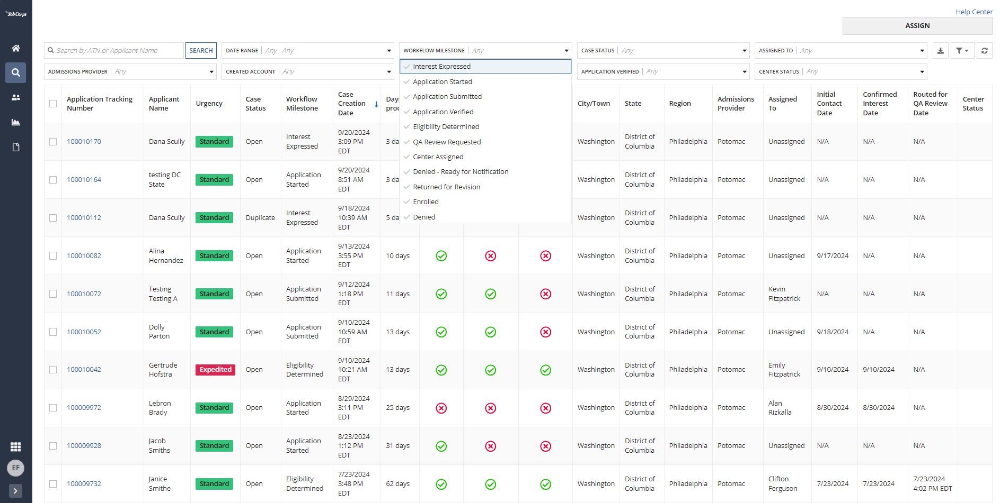 Job Corps
Help Center
ASSIGN
Search by ATN or Applicant Name
SEARCH
DATE RANGE Any - Any
WORKFLOW MILESTONE Any
CASE STATUS Any
ASSIGNED TO Any
ADMISSIONS PROVIDER Any
CREATED ACCOUNT Any
APPLICATION VERIFIED Any
CENTER STATUS Any
Interest Expressed
Application Started
Application Submitted
Application Verified
Eligibility Determined
QA Review Requested
Center Assigned
Denied - Ready for Notification
Returned for Revision
Enrolled
Denied
Application Tracking
Number
Applicant
Name
Urgency
Case
Status
Workflow
Milestone
Case
Creation
Date
City/Town
State
Region
Admissions
Provider
Assigned
To
Initial
Contact
Date
Confirmed
Interest
Date
Routed for
QA Review
Date
Center
Status
100010170
Dana Scully
Standard
Open
Interest
Expressed
9/20/2024
3:09 PM
EDT
3 da
Washington
District of
Columbia
Philadelphia
Potomac
Unassigned
N/A
N/A
N/A
100010164
testing DC
State
Standard
Open
Application
Started
9/20/2024
8:51 AM
EDT
3 da
Washington
District of
Columbia
Philadelphia
Potomac
Unassigned
N/A
N/A
N/A
100010112
Dana Scully
Standard
Duplicate
Interest
Expressed
9/18/2024
10:39 AM
EDT
5 da
Washington
District of
Columbia
Philadelphia
Potomac
Unassigned
N/A
N/A
N/A
100010082
Alina
Hernandez
Standard
Open
Application
Started
9/13/2024
3:55 PM
EDT
10 days
Washington
District of
Columbia
Philadelphia
Potomac
Unassigned
9/17/2024
N/A
N/A
100010072
Testing
Testing A
Standard
Open
Application
Submitted
9/12/2024
1:18 PM
EDT
11 days
Washington
District of
Columbia
Philadelphia
Potomac
Kevin
Fitzpatrick
N/A
N/A
N/A
100010052
Dolly
Parton
Standard
Open
Application
Submitted
9/10/2024
10:59 AM
EDT
13 days
Washington
District of
Columbia
Philadelphia
Potomac
Unassigned
9/18/2024
N/A
N/A
100010042
Gertrude
Hofstra
Expedited
Open
Eligibility
Determined
9/10/2024
10:21 AM
EDT
13 days
Washington
District of
Columbia
Philadelphia
Potomac
Emily
Fitzpatrick
9/10/2024
9/10/2024
N/A
100009972
Lebron
Brady
Standard
Open
Application
Started
8/29/2024
3:11 PM
EDT
25 days
Washington
District of
Columbia
Philadelphia
Potomac
Alan
Rizkalla
8/30/2024
8/30/2024
N/A
100009928
Jacob
Smiths
Standard
Open
Application
Started
8/23/2024
1:12 PM
EDT
31 days
Washington
District of
Columbia
Philadelphia
Potomac
Unassigned
N/A
N/A
N/A
100009732
Janice
Smithe
Standard
Open
Eligibility
Determined
7/23/2024
3:48 PM
EDT
62 days
Washington
District of
Columbia
Philadelphia
Potomac
Clifton
Ferguson
7/23/2024
7/23/2024
7/23/2024
4:02 PM EDT
EF